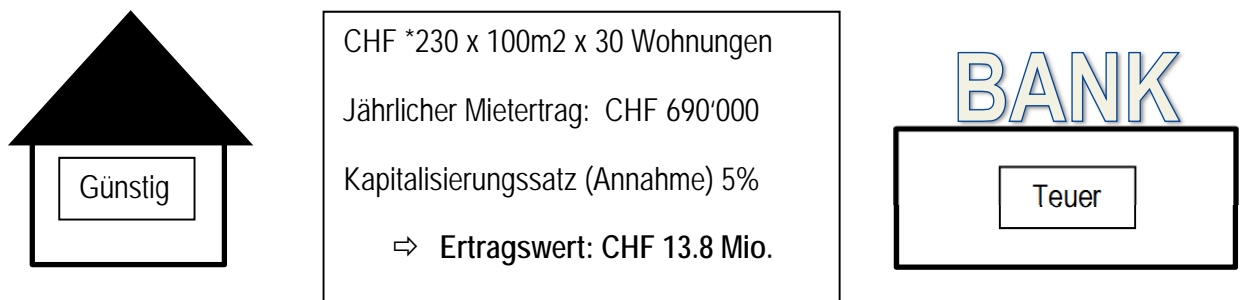 Günstig
CHF *230 x 100m2 x 30 Wohnungen
Jährlicher Mietertrag: CHF 690‘000
Kapitalisierungssatz (Annahme) 5%
⇨ Ertragswert: CHF 13.8 Mio.
BANK
Teuer